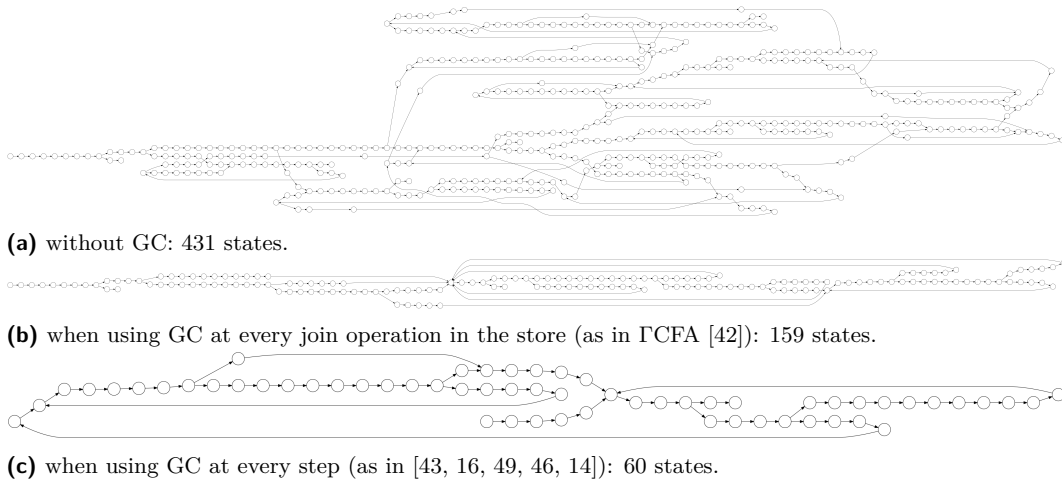 (a) without GC: 431 states.
(b) when using GC at every join operation in the store (as in ΓCFA [42]): 159 states.
(c) when using GC at every step (as in [43, 16, 49, 46, 14]): 60 states.